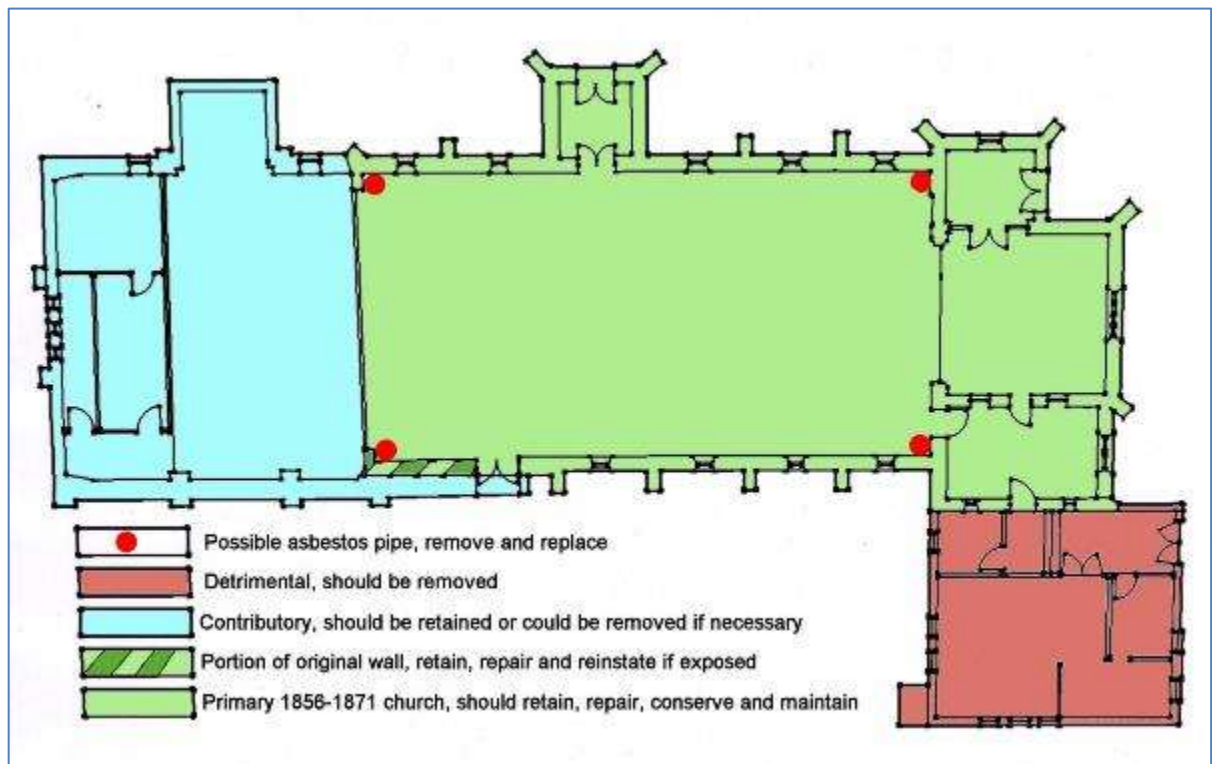 Possible asbestos pipe, remove and replace
Detrimental, should be removed
Contributory, should be retained or could be removed if necessary
Portion of original wall, retain, repair and reinstate if exposed
Primary 1856-1871 church, should retain, repair, conserve and maintain